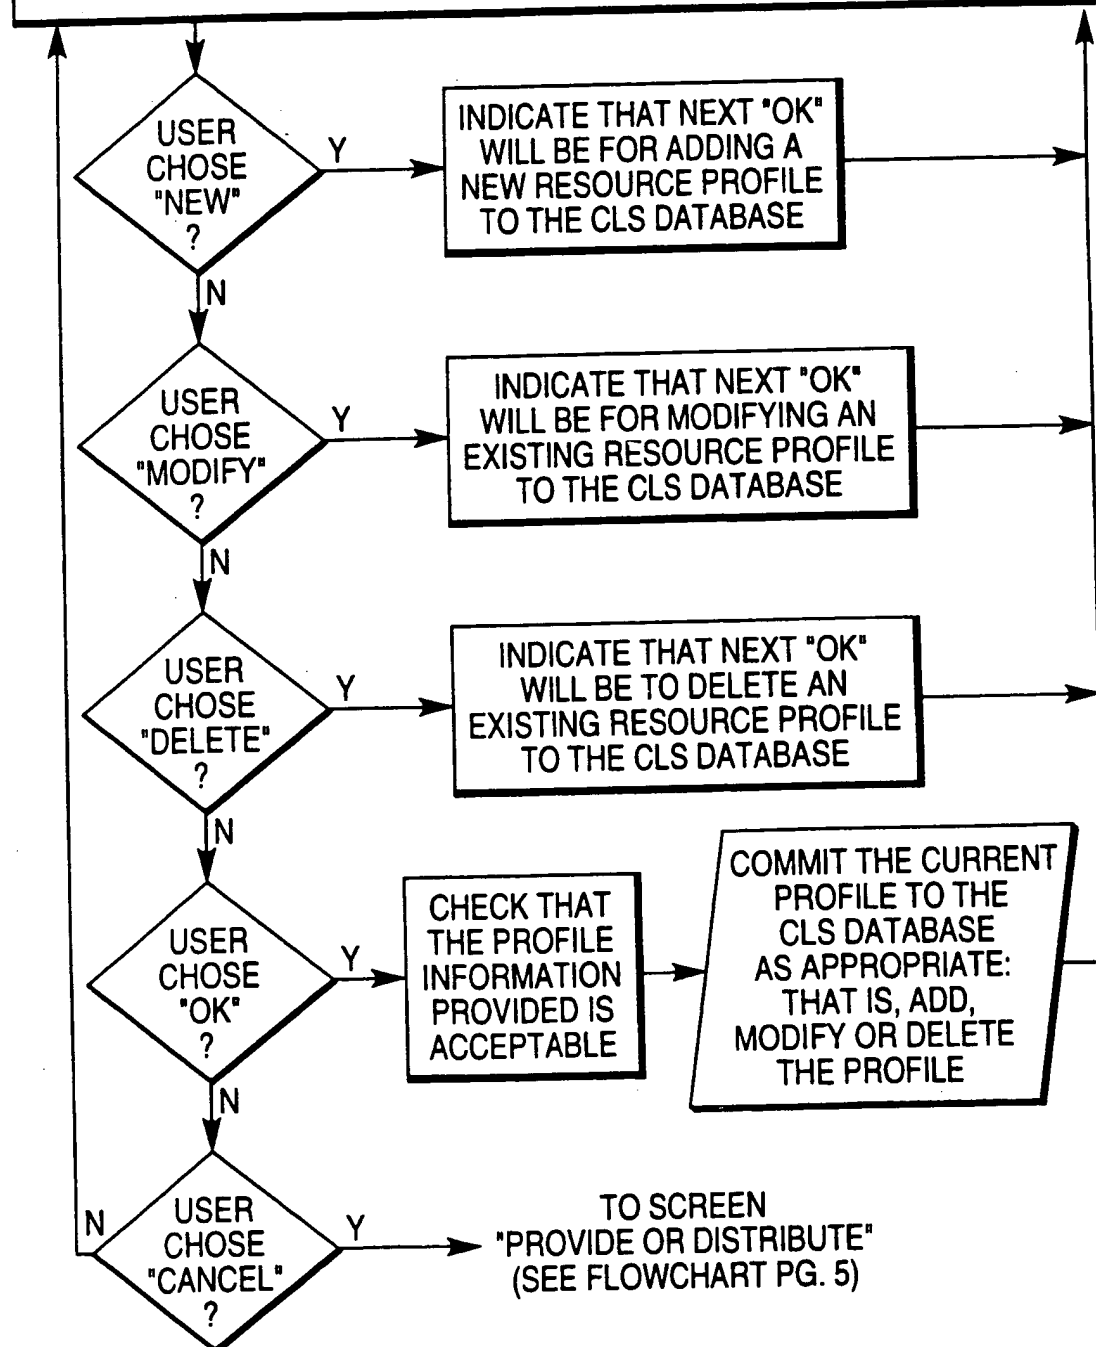 USER
CHOSE
"NEW"
?
Y
INDICATE THAT NEXT "OK"
WILL BE FOR ADDING A
NEW RESOURCE PROFILE
TO THE CLS DATABASE
N
USER
CHOSE
"MODIFY"
?
Y
INDICATE THAT NEXT "OK"
WILL BE FOR MODIFYING AN
EXISTING RESOURCE PROFILE
TO THE CLS DATABASE
N
USER
CHOSE
"DELETE"
?
Y
INDICATE THAT NEXT "OK"
WILL BE TO DELETE AN
EXISTING RESOURCE PROFILE
TO THE CLS DATABASE
N
USER
CHOSE
"OK"
?
Y
CHECK THAT
THE PROFILE
INFORMATION
PROVIDED IS
ACCEPTABLE
COMMIT THE CURRENT
PROFILE TO THE
CLS DATABASE
AS APPROPRIATE:
THAT IS, ADD,
MODIFY OR DELETE
THE PROFILE
N
USER
CHOSE
"CANCEL"
?
N
Y
TO SCREEN
"PROVIDE OR DISTRIBUTE"
(SEE FLOWCHART PG. 5)